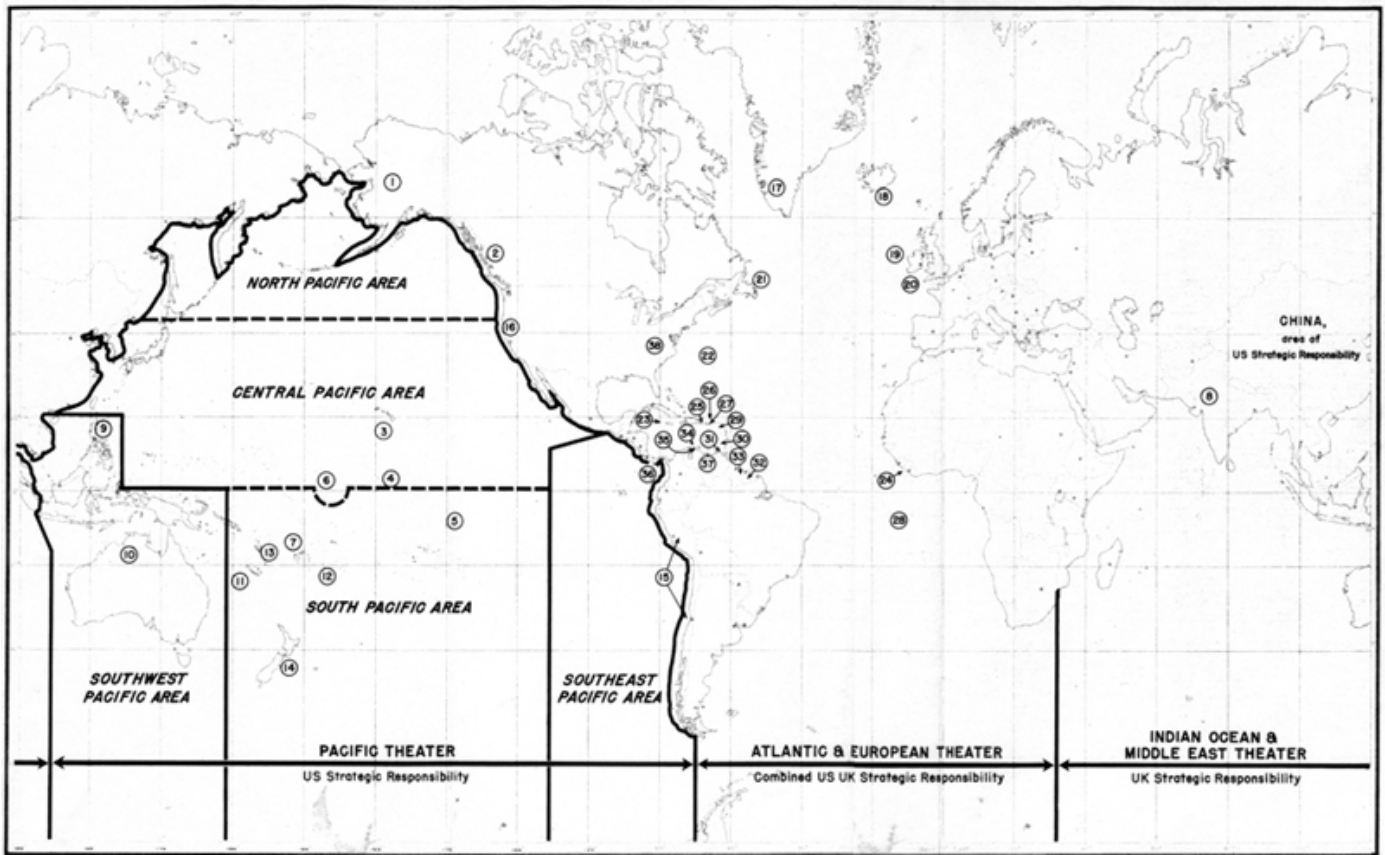 1
17
18
2
19
21
20
NORTH PACIFIC AREA
CHINA,
area of
US Strategic Responsibility
16
38
22
CENTRAL PACIFIC AREA
26
25
27
8
23
29
9
3
34
31
30
35
33
37
32
36
6
4
24
5
28
7
13
10
11
12
15
SOUTH PACIFIC AREA
14
SOUTHWEST
PACIFIC AREA
SOUTHEAST
PACIFIC AREA
PACIFIC THEATER
US Strategic Responsibility
ATLANTIC & EUROPEAN THEATER
Combined US UK Strategic Responsibility
INDIAN OCEAN &
MIDDLE EAST THEATER
UK Strategic Responsibility